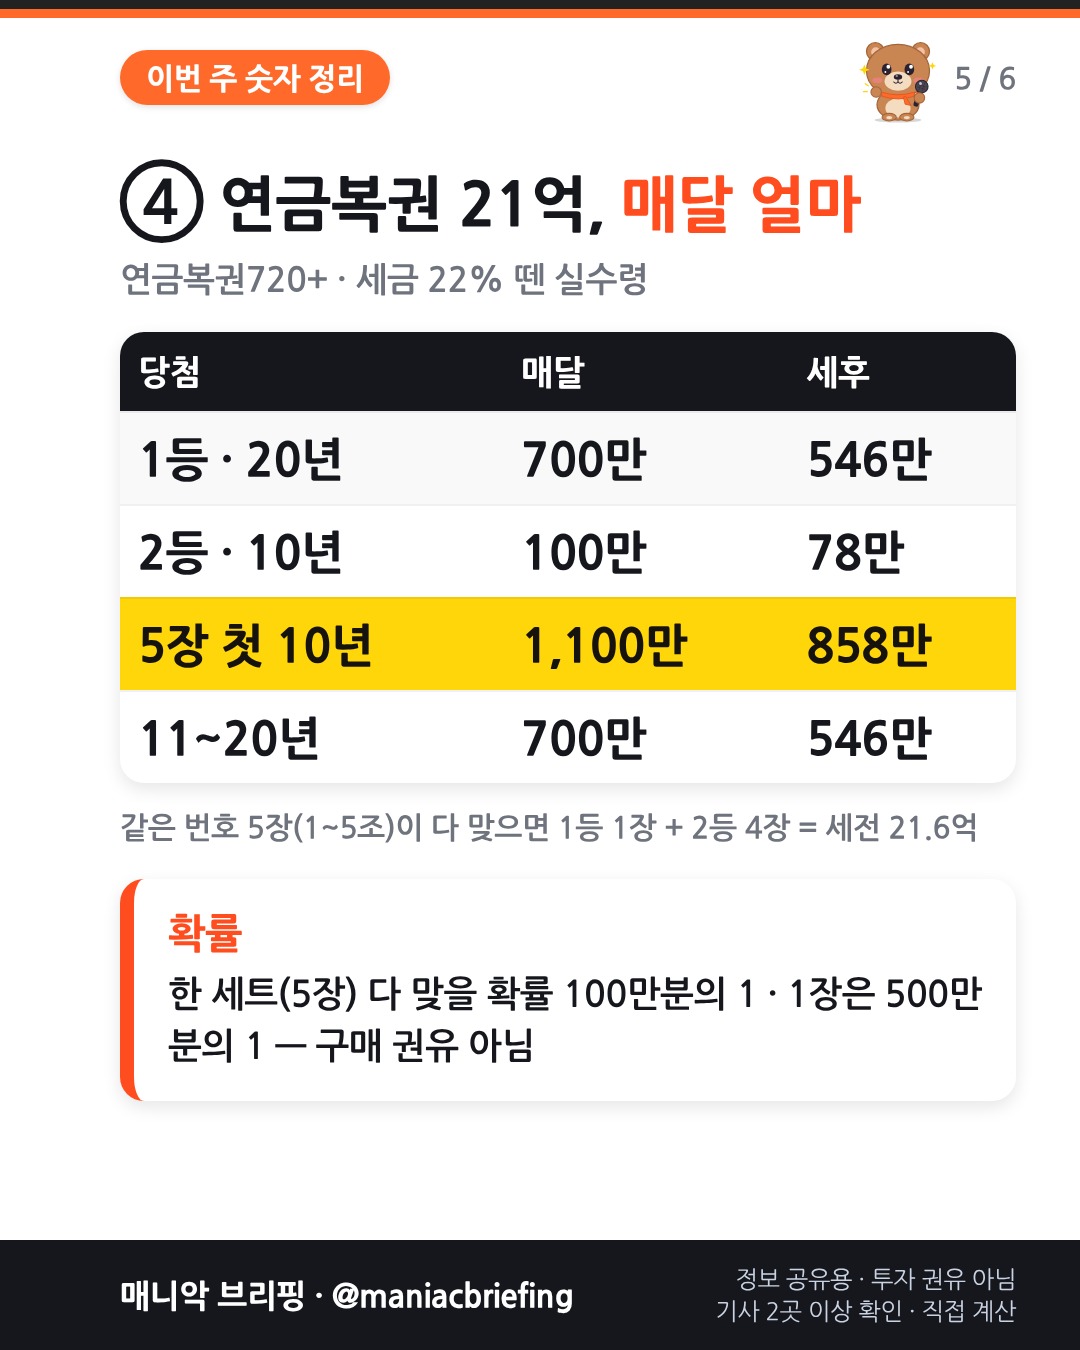 이번 주 숫자 정리
5 / 6
④ 연금복권 21억, 매달 얼마
연금복권720+ · 세금 22% 뗀 실수령
당첨 매달 세후
1등 · 20년 700만 546만
2등 · 10년 100만 78만
5장 첫 10년 1,100만 858만
11~20년 700만 546만
같은 번호 5장(1~5조)이 다 맞으면 1등 1장 + 2등 4장 = 세전 21.6억
확률
한 세트(5장) 다 맞을 확률 100만분의 1 · 1장은 500만
분의 1 — 구매 권유 아님
매니악 브리핑 · @maniacbriefing
정보 공유용 · 투자 권유 아님
기사 2곳 이상 확인 · 직접 계산